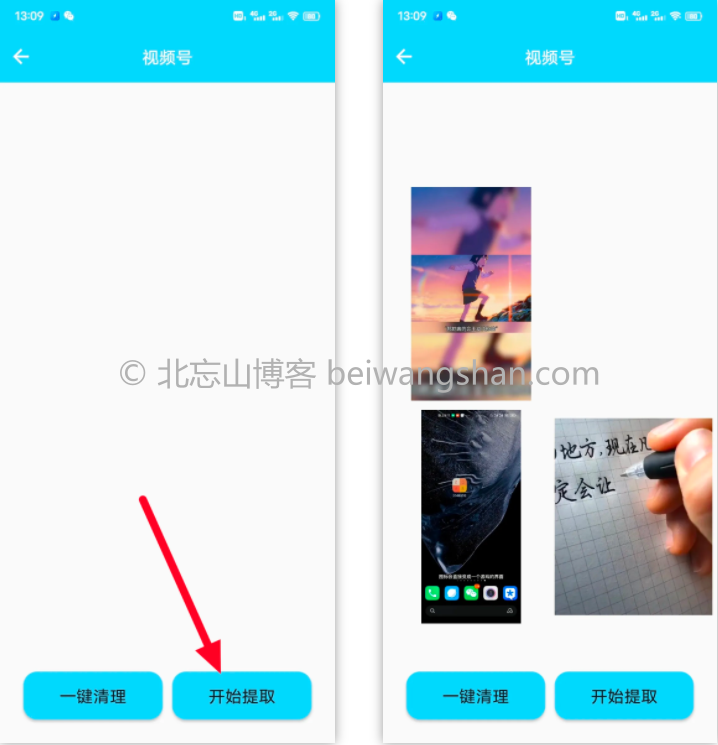 13:09
视频号
一键清理
开始提取
13:09
视频号
地方,现在凡
定会让
一键清理
开始提取
© 北忘山博客 beiwangshan.com